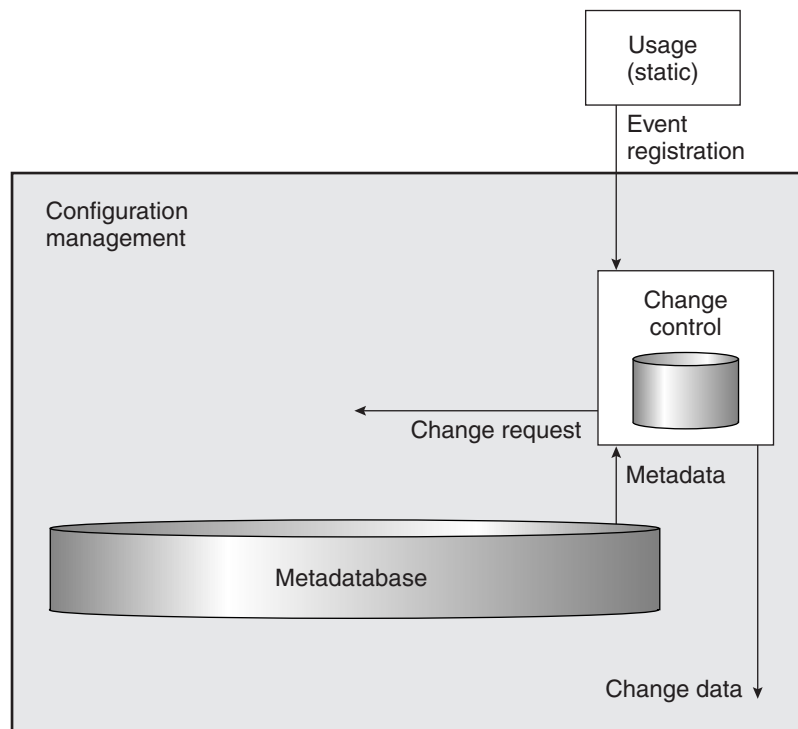 Usage
(static)
Event
registration
Configuration
management
Change
control
Change request
Metadata
Metadatabase
Change data